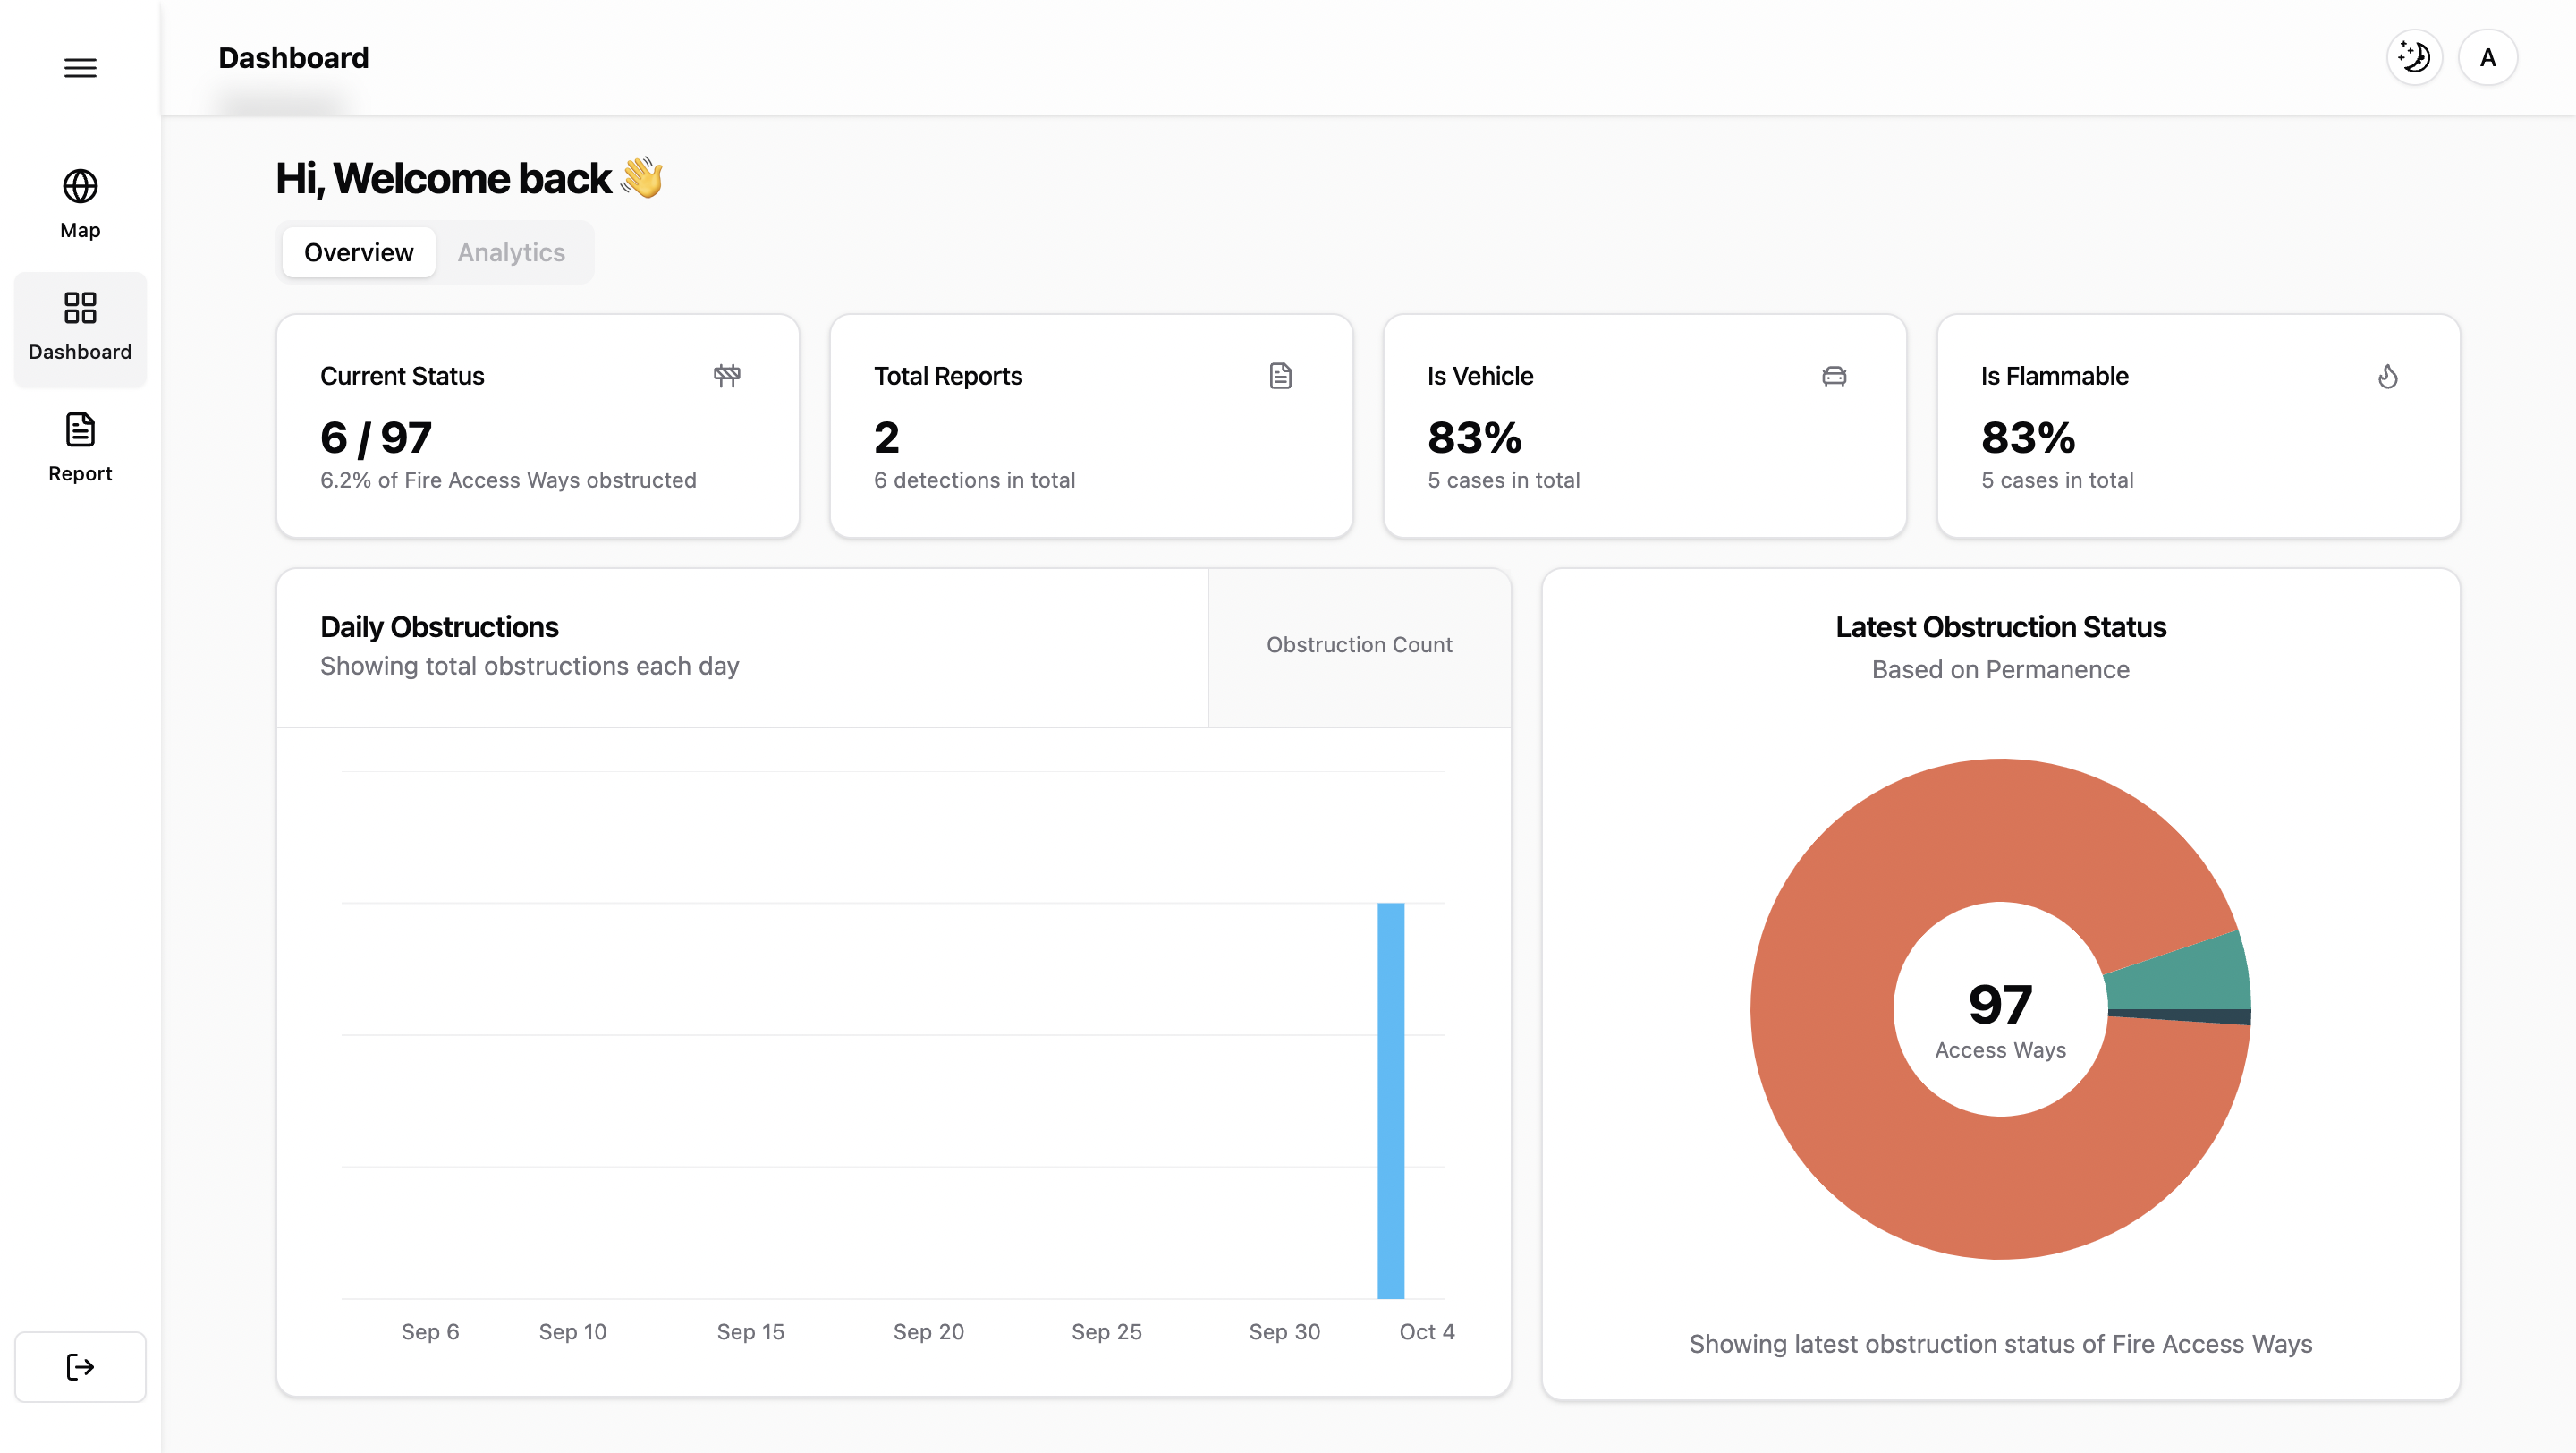 Dashboard
A
Map
Dashboard
Report
Hi, Welcome back 👋
Overview
Analytics
Current Status
6 / 97
6.2% of Fire Access Ways obstructed
Total Reports
2
6 detections in total
Is Vehicle
83%
5 cases in total
Is Flammable
83%
5 cases in total
Daily Obstructions
Showing total obstructions each day
Obstruction Count
Sep 6
Sep 10
Sep 15
Sep 20
Sep 25
Sep 30
Oct 4
Latest Obstruction Status
Based on Permanence
97
Access Ways
Showing latest obstruction status of Fire Access Ways